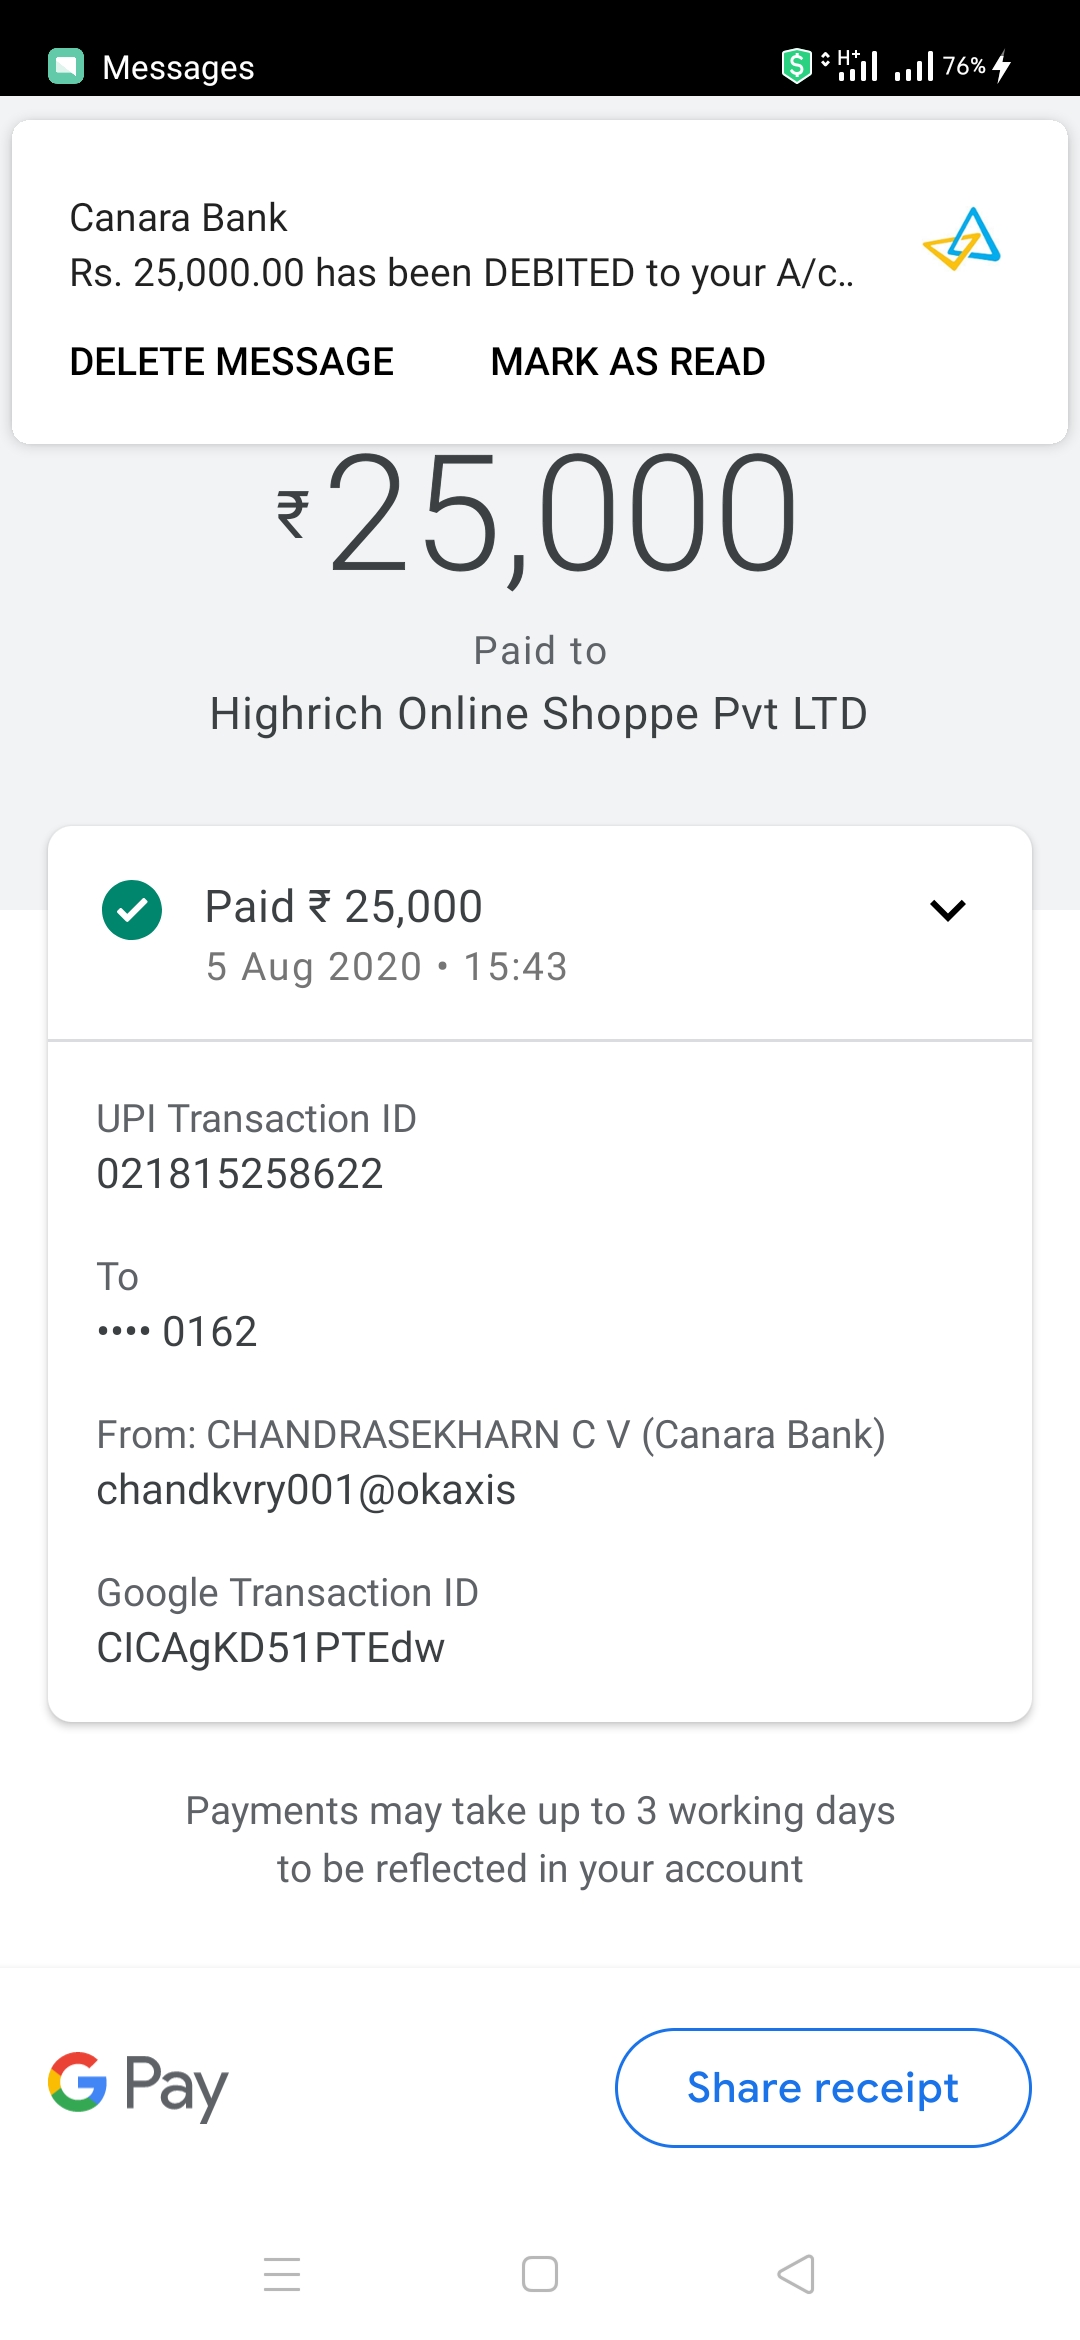 Messages
H+
76%
Canara Bank
Rs. 25,000.00 has been DEBITED to your A/c..
DELETE MESSAGE MARK AS READ
₹25,000
Paid to
Highrich Online Shoppe Pvt LTD
Paid ₹ 25,000
5 Aug 2020 • 15:43
UPI Transaction ID
021815258622
To
•••• 0162
From: CHANDRASEKHARN C V (Canara Bank)
chandkvry001@okaxis
Google Transaction ID
CICAgKD51PTEdw
Payments may take up to 3 working days
to be reflected in your account
G Pay
Share receipt